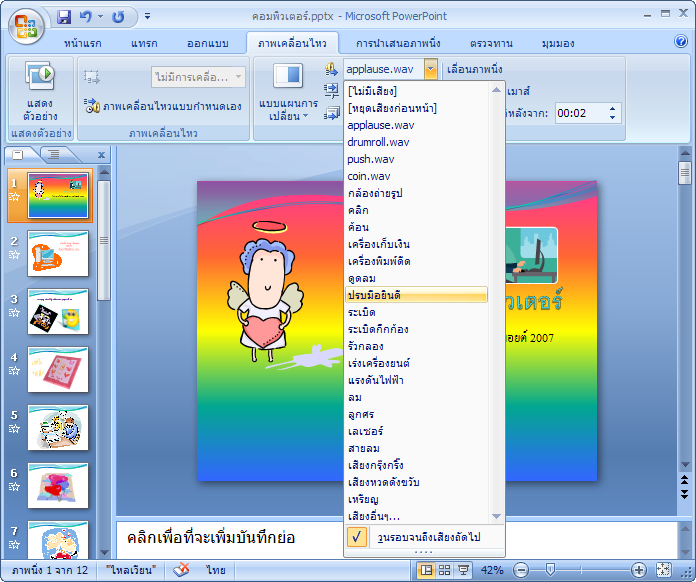 คอมพิวเตอร์.pptx - Microsoft PowerPoint
หน้าแรก แทรก ออกแบบ ภาพเคลื่อนไหว การนำเสนอภาพนิ่ง ตรวจทาน มุมมอง
แสดงตัวอย่าง
แสดงตัวอย่าง
ไม่มีการเคลื่อ...
ภาพเคลื่อนไหวแบบกำหนดเอง
ภาพเคลื่อนไหว
แบบแผนการเปลี่ยน
applause.wav
เลื่อนภาพนิ่ง
เมาส์
หลังจาก: 00:02
[ไม่มีเสียง]
[หยุดเสียงก่อนหน้า]
applause.wav
drumroll.wav
push.wav
coin.wav
กล้องถ่ายรูป
คลิก
ค้อน
เครื่องเก็บเงิน
เครื่องพิมพ์ดีด
ดูดลม
ปรบมือยินดี
ระเบิด
ระเบิดกึกก้อง
รัวกลอง
เร่งเครื่องยนต์
แรงดันไฟฟ้า
ลม
ลูกศร
เลเซอร์
สายลม
เสียงกรุ้งกริ๊ง
เสียงหวดดังขวับ
เหรียญ
เสียงอื่นๆ...
วนรอบจนถึงเสียงถัดไป
1
2
3
4
5
6
7
วเตอร์
อยต์ 2007
คลิกเพื่อที่จะเพิ่มบันทึกย่อ
ภาพนิ่ง 1 จาก 12 "ไหลเวียน" ไทย 42%